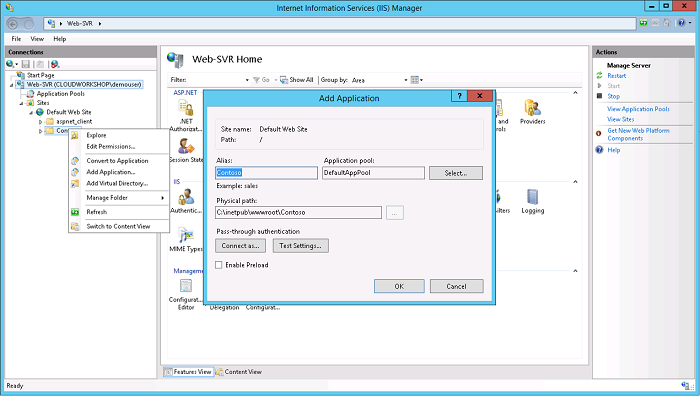 Internet Information Services (IIS) Manager
Web-SVR
File View Help
Connections
Start Page
Web-SVR (CLOUDWORKSHOP\demouser)
Application Pools
Sites
Default Web Site
aspnet_client
Explore
Edit Permissions...
Convert to Application
Add Application...
Add Virtual Directory...
Manage Folder
Refresh
Switch to Content View
Web-SVR Home
Filter: Go Show All Group by: Area
ASP.NET
.NET
Authorizat...
Session State
IIS
Authentic...
MIME Types
Management
Configurat...
Editor
Delegation
Configurat...
Providers
Logging
Add Application
?
Site name: Default Web Site
Path: /
Alias:
Application pool:
Contoso
DefaultAppPool
Select...
Example: sales
Physical path:
C:\inetpub\wwwroot\Contoso
...
Pass-through authentication
Connect as...
Test Settings...
Enable Preload
OK
Cancel
Features View
Content View
Actions
Manage Server
Restart
Start
Stop
View Application Pools
View Sites
Get New Web Platform
Components
Help
Ready